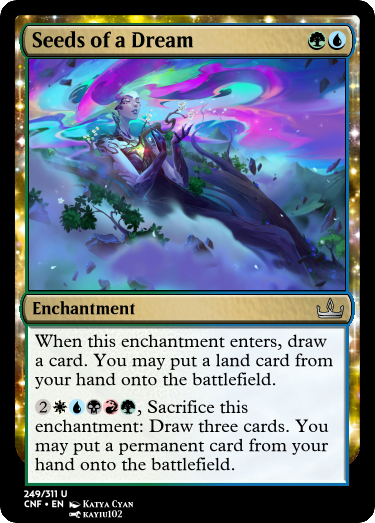 Seeds of a Dream
Enchantment
When this enchantment enters, draw
a card. You may put a land card from
your hand onto the battlefield.
2, Sacrifice this
enchantment: Draw three cards. You
may put a permanent card from your
hand onto the battlefield.
249/311 U
CNF • EN Katya Cyan
kayiu102